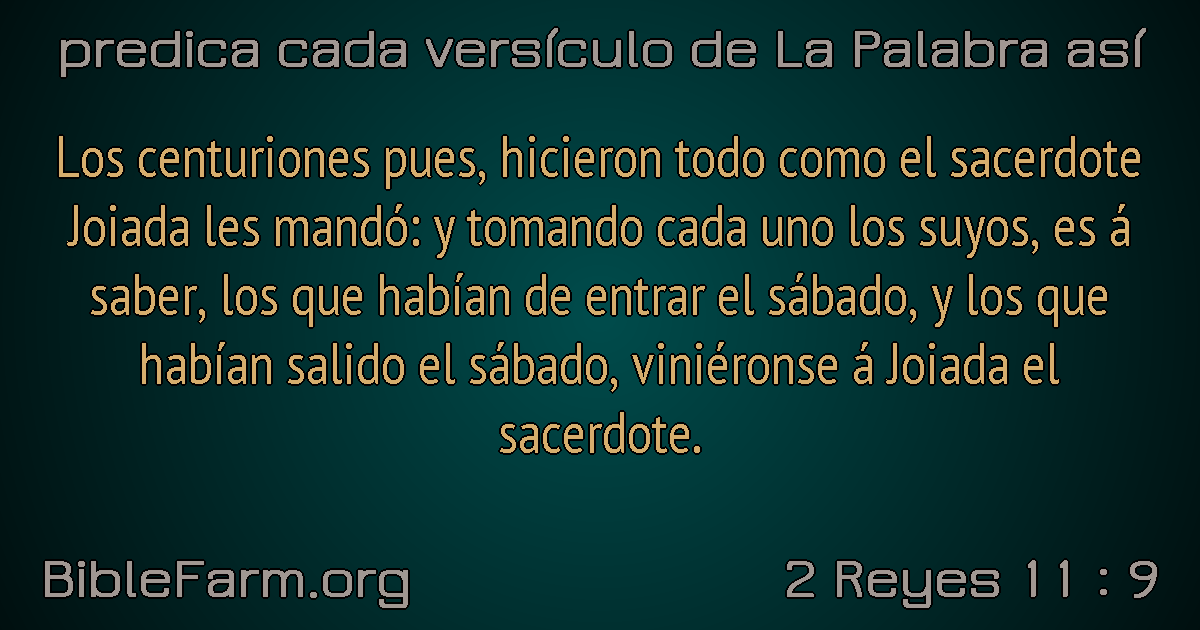 predica cada versículo de La Palabra así
Los centuriones pues, hicieron todo como el sacerdote
Joiada les mandó: y tomando cada uno los suyos, es á
saber, los que habían de entrar el sábado, y los que
habían salido el sábado, viniéronse á Joiada el
sacerdote.
BibleFarm.org
2 Reyes 11 : 9